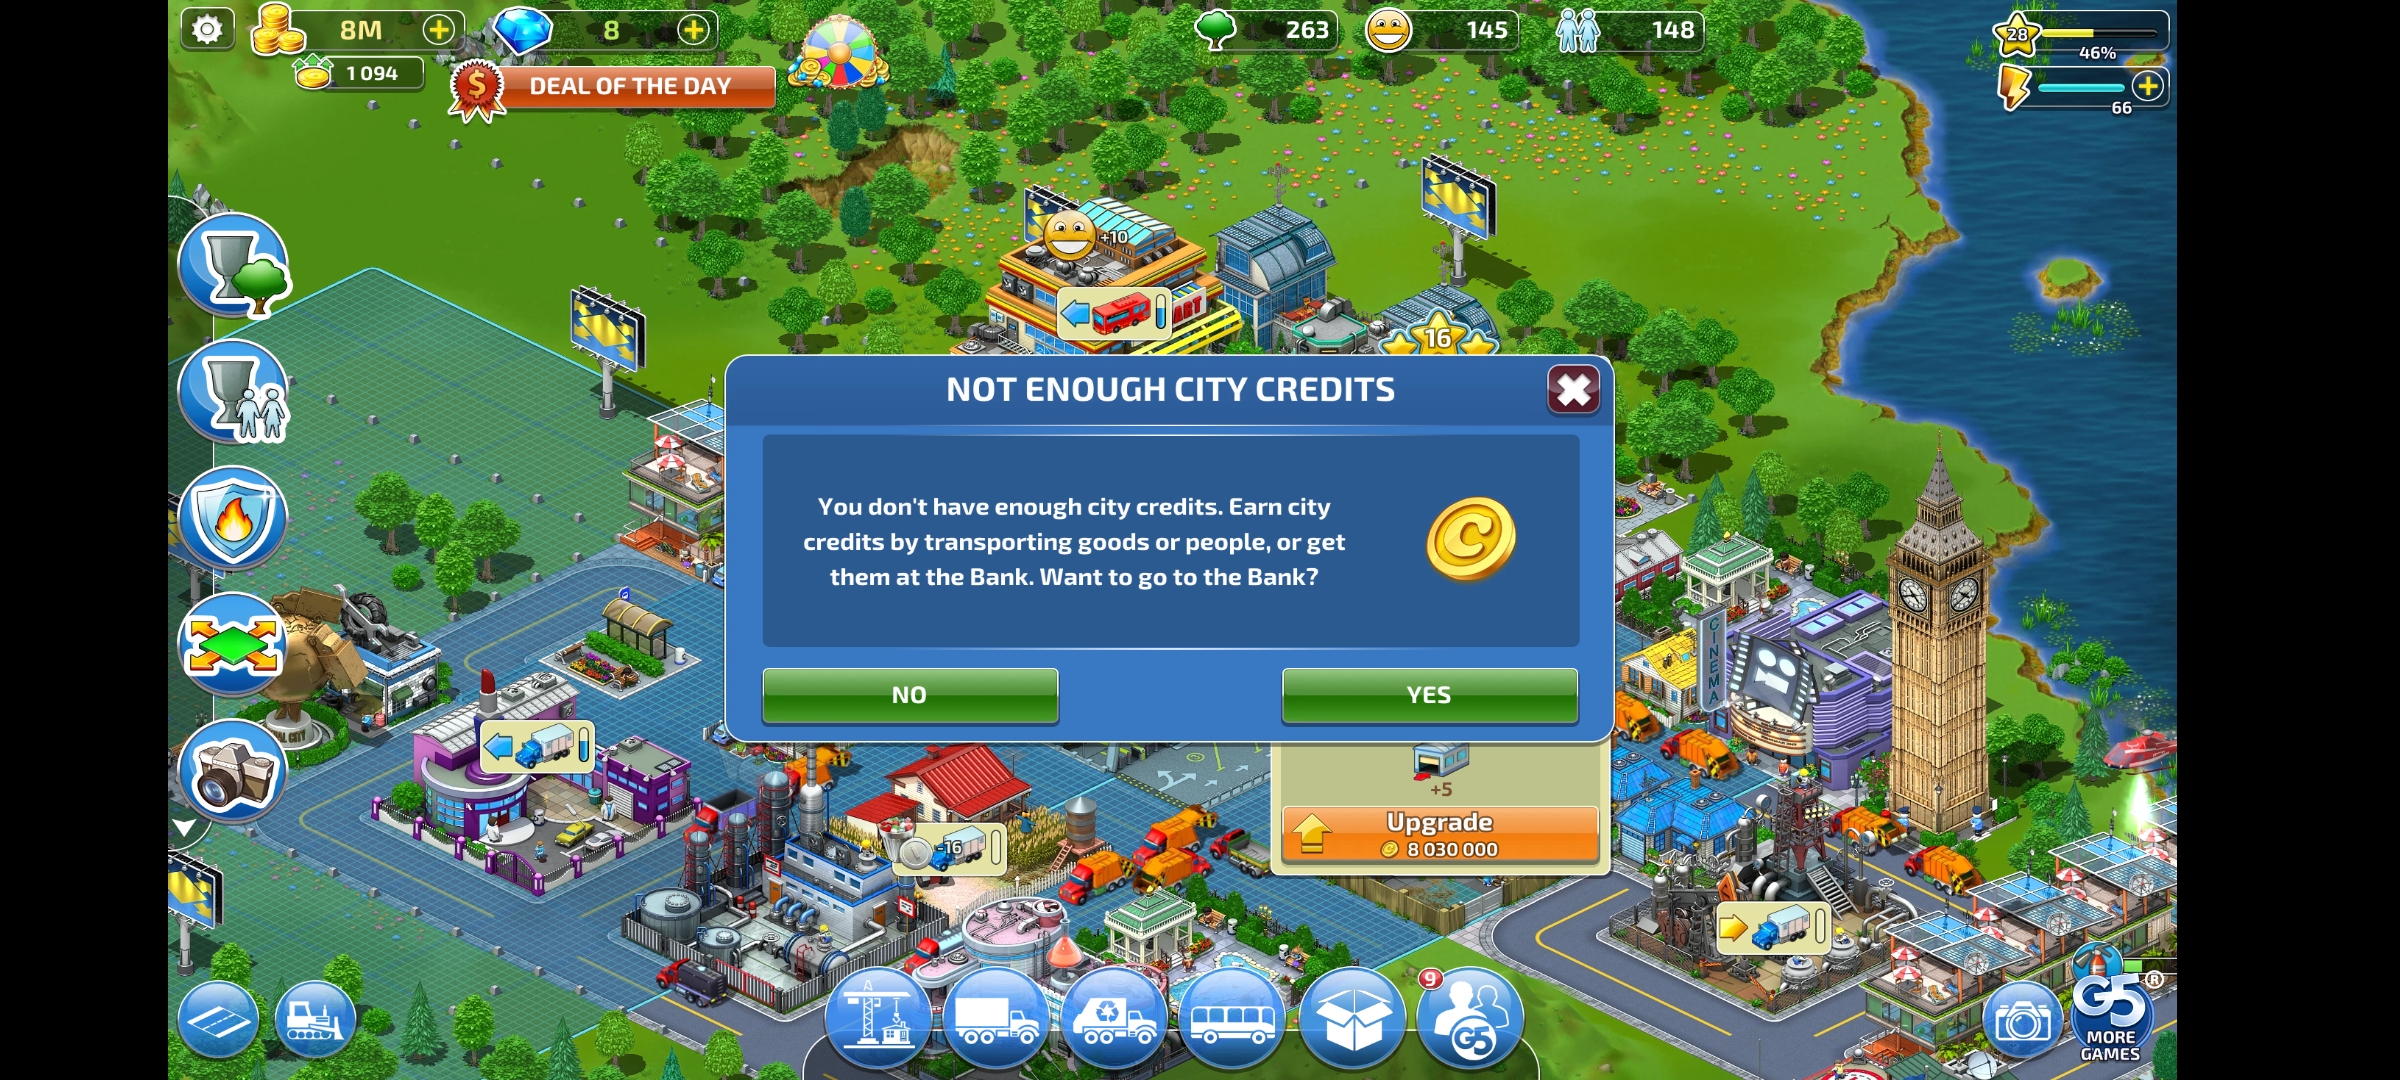 8M
8
263
145
148
28
46%
1 094
DEAL OF THE DAY
66
+10
ART
16
NOT ENOUGH CITY CREDITS
You don't have enough city credits. Earn city
credits by transporting goods or people, or get
them at the Bank. Want to go to the Bank?
NO
YES
CINEMA
+5
Upgrade
8 030 000
-16
9
G5
G5
®
MORE
GAMES